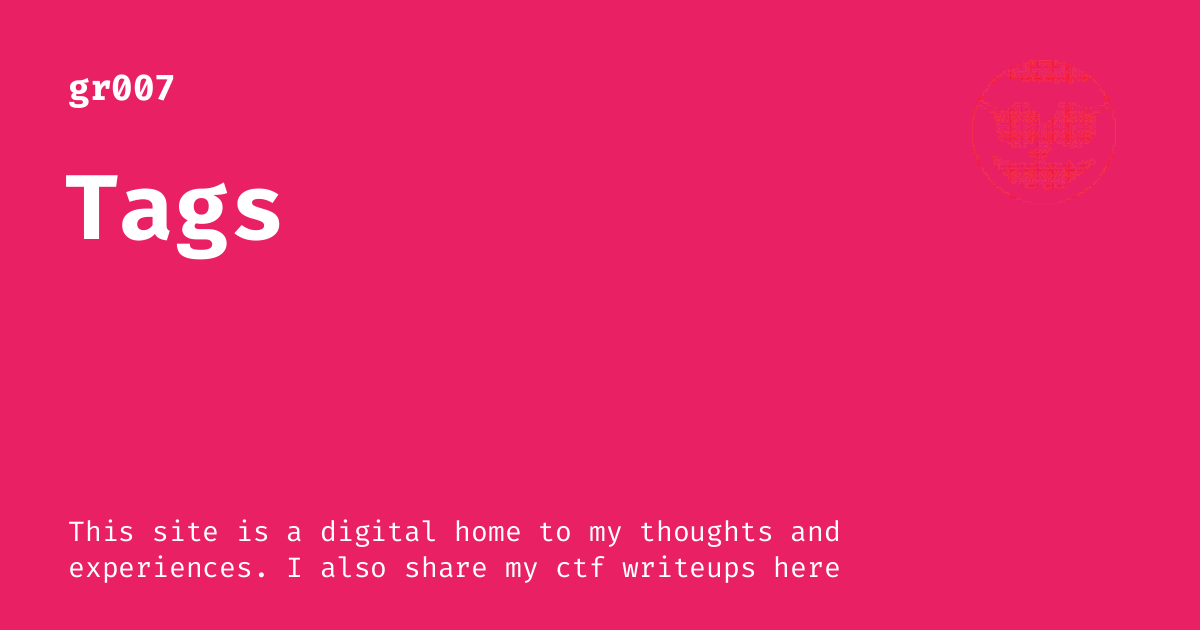 gr007
Tags
This site is a digital home to my thoughts and
experiences. I also share my ctf writeups here